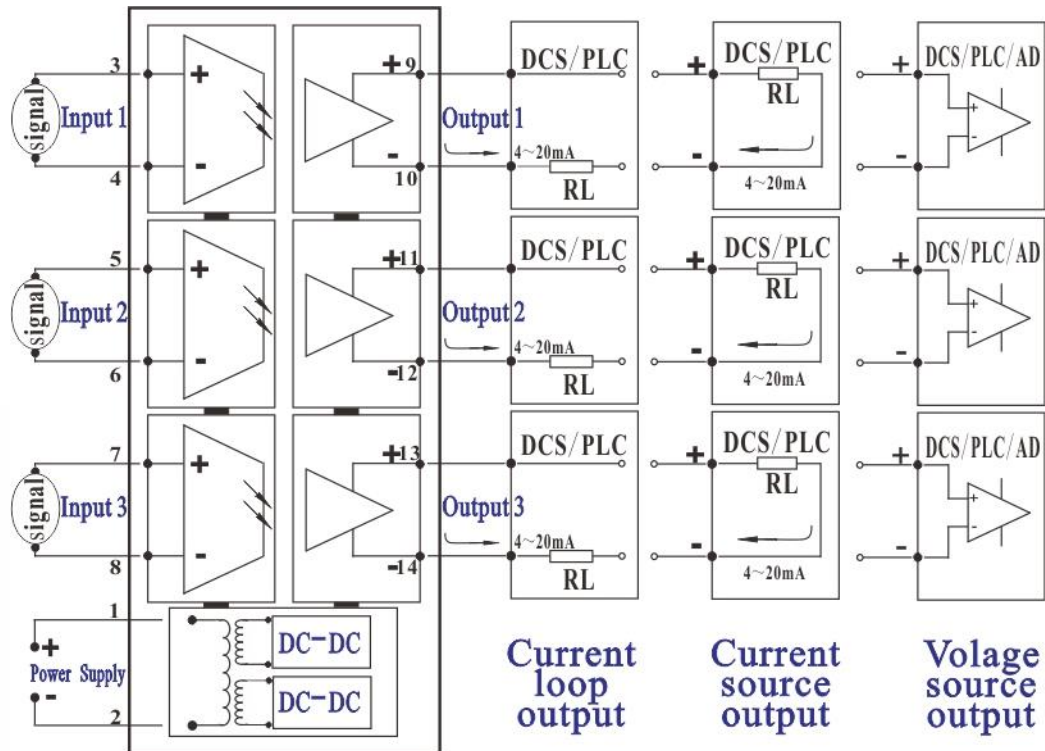 DCS/PLC
DCS/PLC
DCS/PLC/AD
3
+
+
9
+
+
RL
+
-
signal
Input 1
Output 1
4~20mA
RL
4~20mA
-
-
10
-
-
4
DCS/PLC
DCS/PLC
DCS/PLC/AD
5
+
+
11
+
+
RL
+
-
signal
Input 2
Output 2
4~20mA
RL
4~20mA
-
-
12
-
-
6
DCS/PLC
DCS/PLC
DCS/PLC/AD
7
+
+
13
+
+
RL
+
-
signal
Input 3
Output 3
4~20mA
RL
4~20mA
-
-
14
-
-
8
1
+
Power Supply
-
2
DC-DC
DC-DC
Current
loop
output
Current
source
output
Volage
source
output